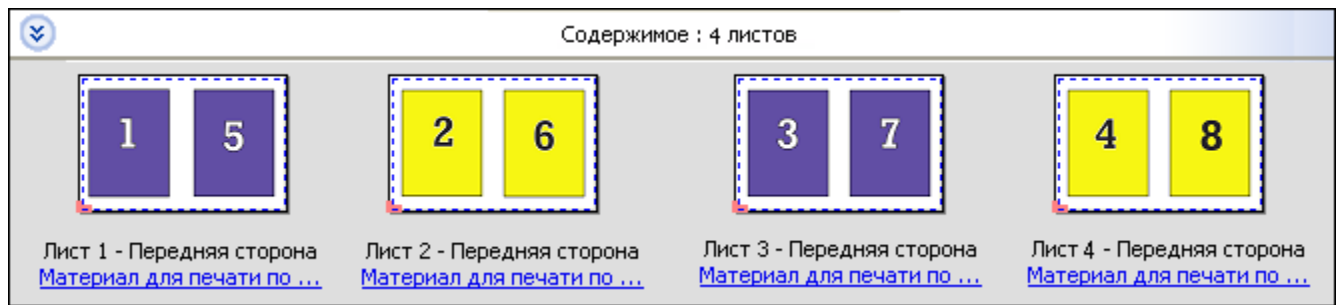 Содержимое : 4 листов
1 5
2 6
3 7
4 8
Лист 1 - Передняя сторона
Материал для печати по ...
Лист 2 - Передняя сторона
Материал для печати по ...
Лист 3 - Передняя сторона
Материал для печати по ...
Лист 4 - Передняя сторона
Материал для печати по ...